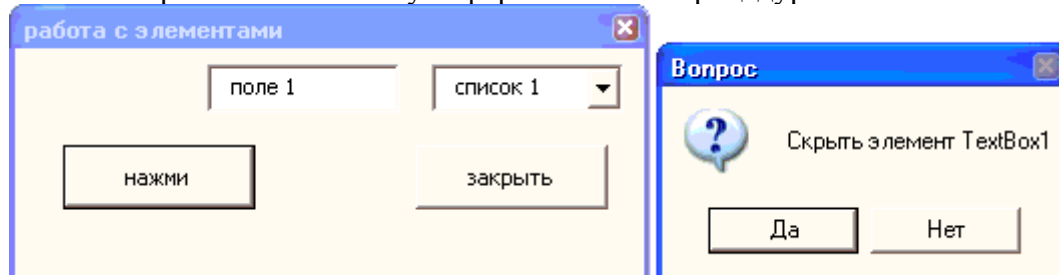 работа с элементами
поле 1
список 1
нажми
закрыть
Вопрос
Скрыть элемент TextBox1
Да
Нет